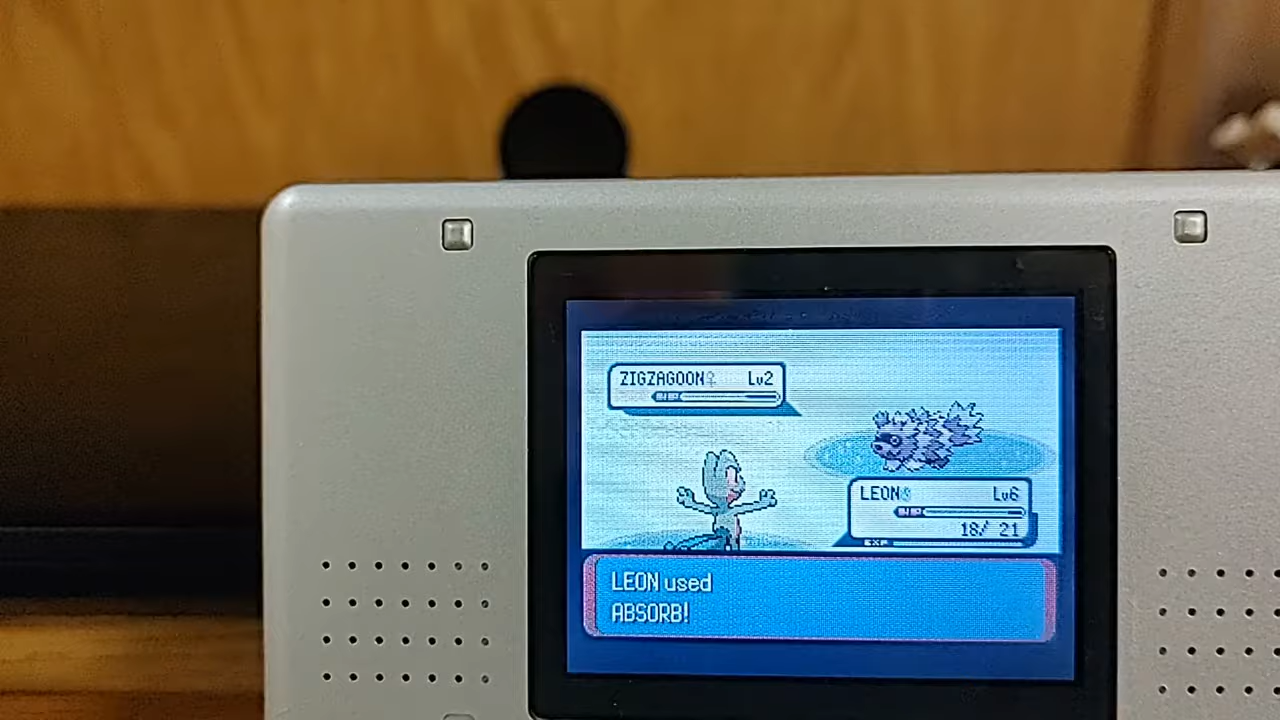 ZIGZAGOON♀ Lv2
HP
LEON♂ Lv6
HP
18/ 21
EXP
LEON used
ABSORB!